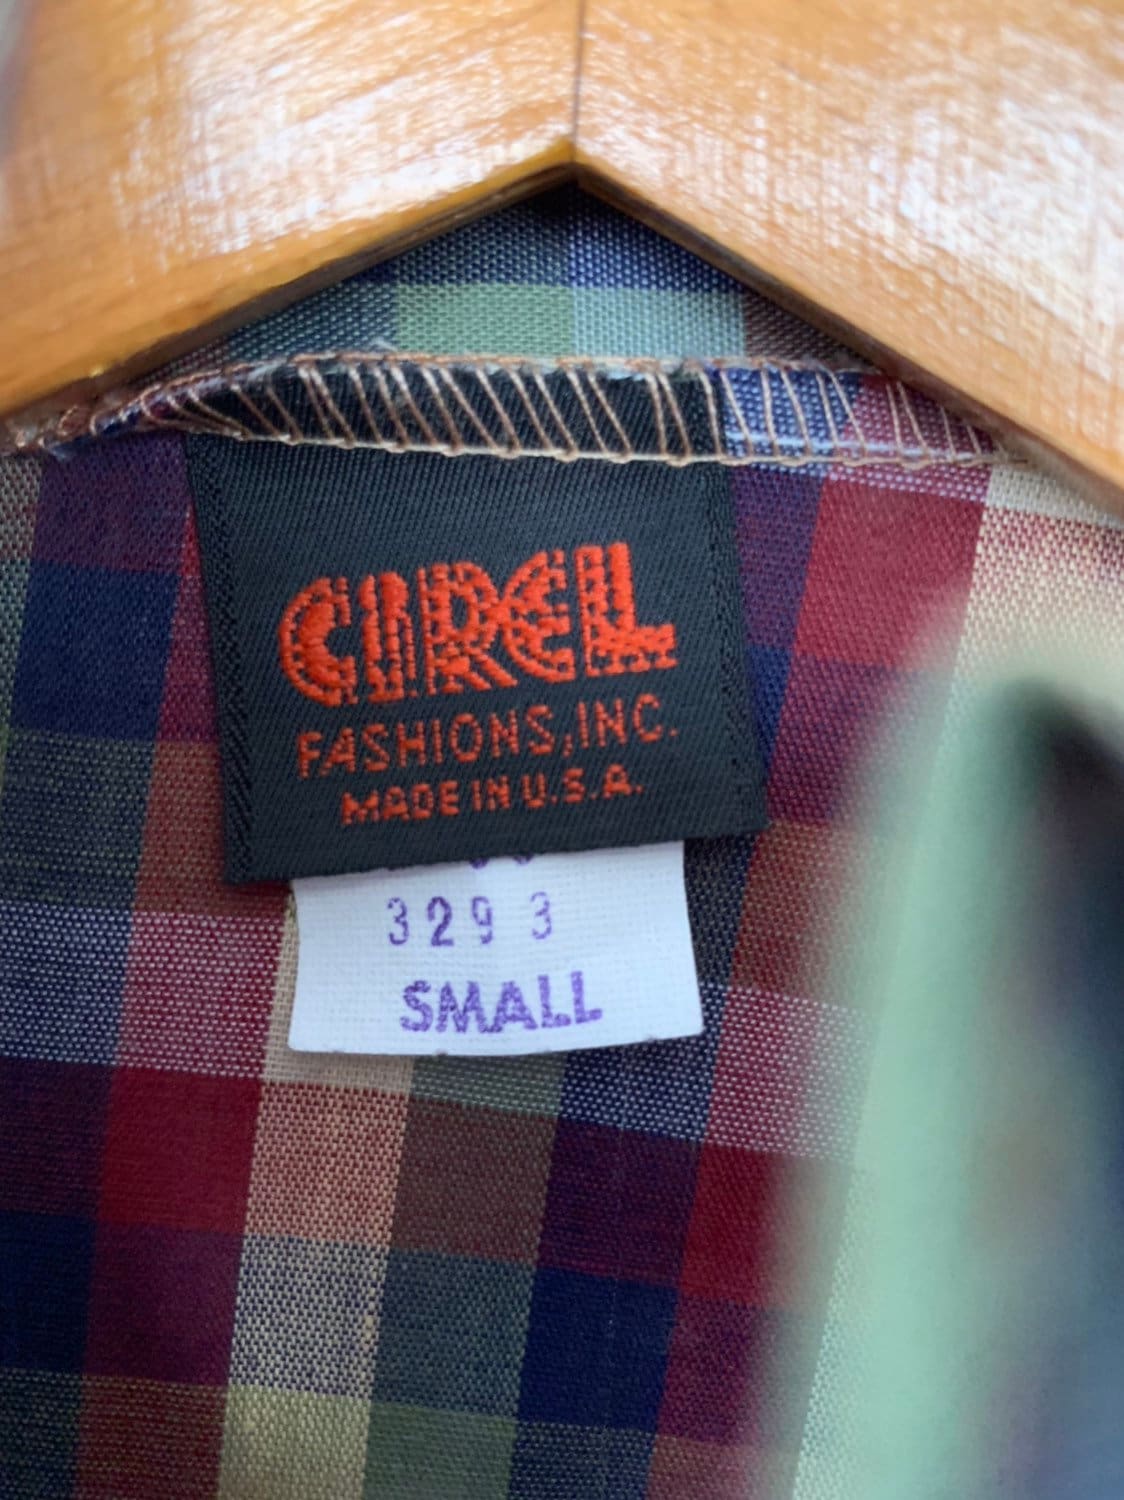 CIREL
FASHIONS, INC.
MADE IN U.S.A.
3293
SMALL